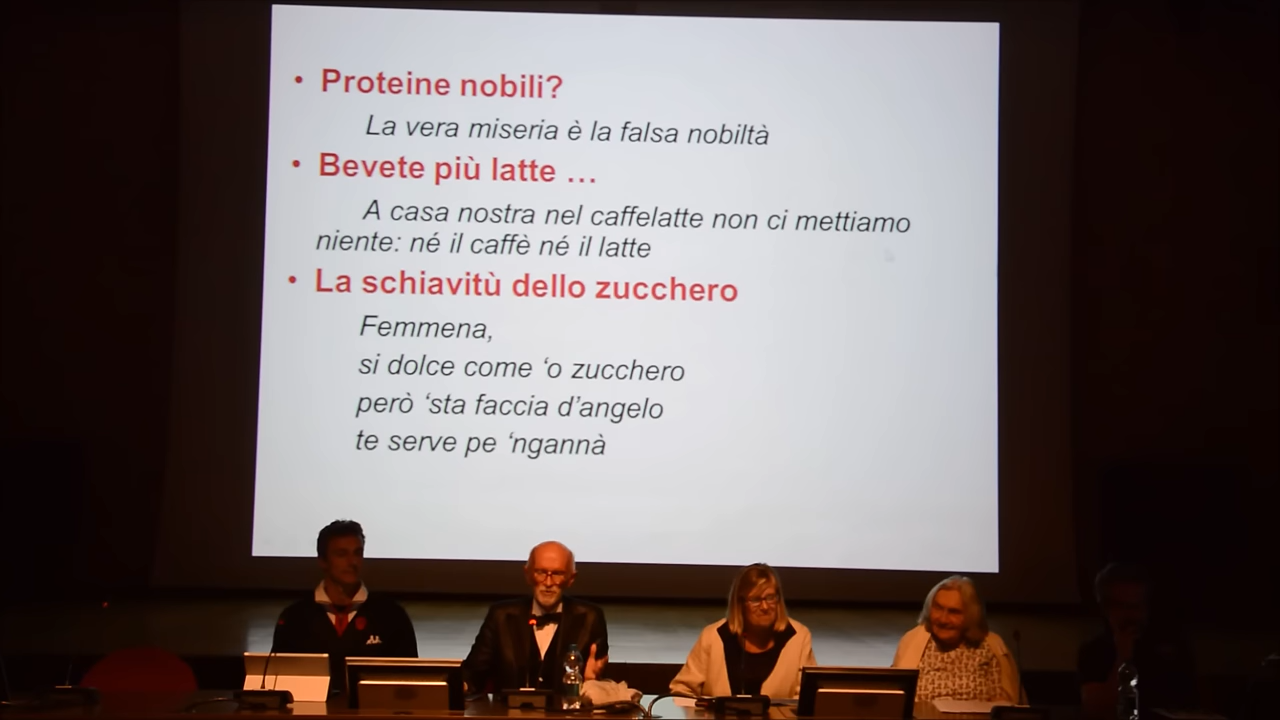 • Proteine nobili?
La vera miseria è la falsa nobiltà
• Bevete più latte …
A casa nostra nel caffelatte non ci mettiamo
niente: né il caffè né il latte
• La schiavitù dello zucchero
Femmena,
si dolce come ‘o zucchero
però ‘sta faccia d’angelo
te serve pe ‘ngannà